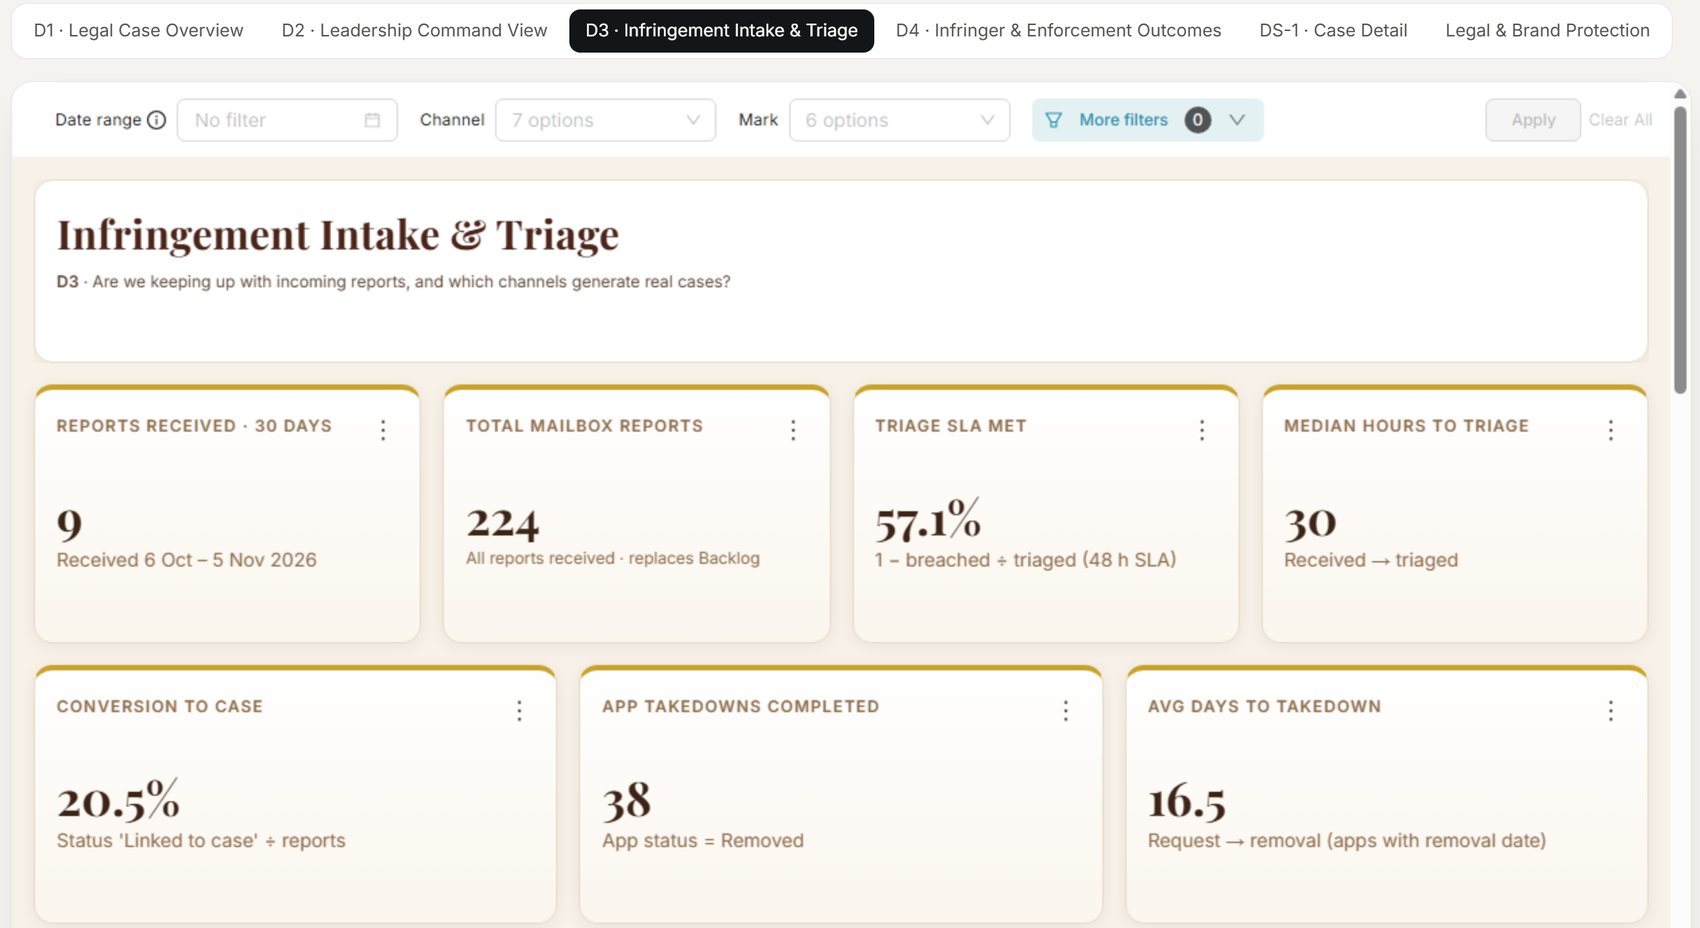 D1 · Legal Case Overview
D2 · Leadership Command View
D3 · Infringement Intake & Triage
D4 · Infringer & Enforcement Outcomes
DS-1 · Case Detail
Legal & Brand Protection
Date range
No filter
Channel
7 options
Mark
6 options
More filters
0
Apply
Clear All
Infringement Intake & Triage
D3 · Are we keeping up with incoming reports, and which channels generate real cases?
REPORTS RECEIVED · 30 DAYS
9
Received 6 Oct – 5 Nov 2026
TOTAL MAILBOX REPORTS
224
All reports received · replaces Backlog
TRIAGE SLA MET
57.1%
1 – breached ÷ triaged (48 h SLA)
MEDIAN HOURS TO TRIAGE
30
Received → triaged
CONVERSION TO CASE
20.5%
Status 'Linked to case' ÷ reports
APP TAKEDOWNS COMPLETED
38
App status = Removed
AVG DAYS TO TAKEDOWN
16.5
Request → removal (apps with removal date)